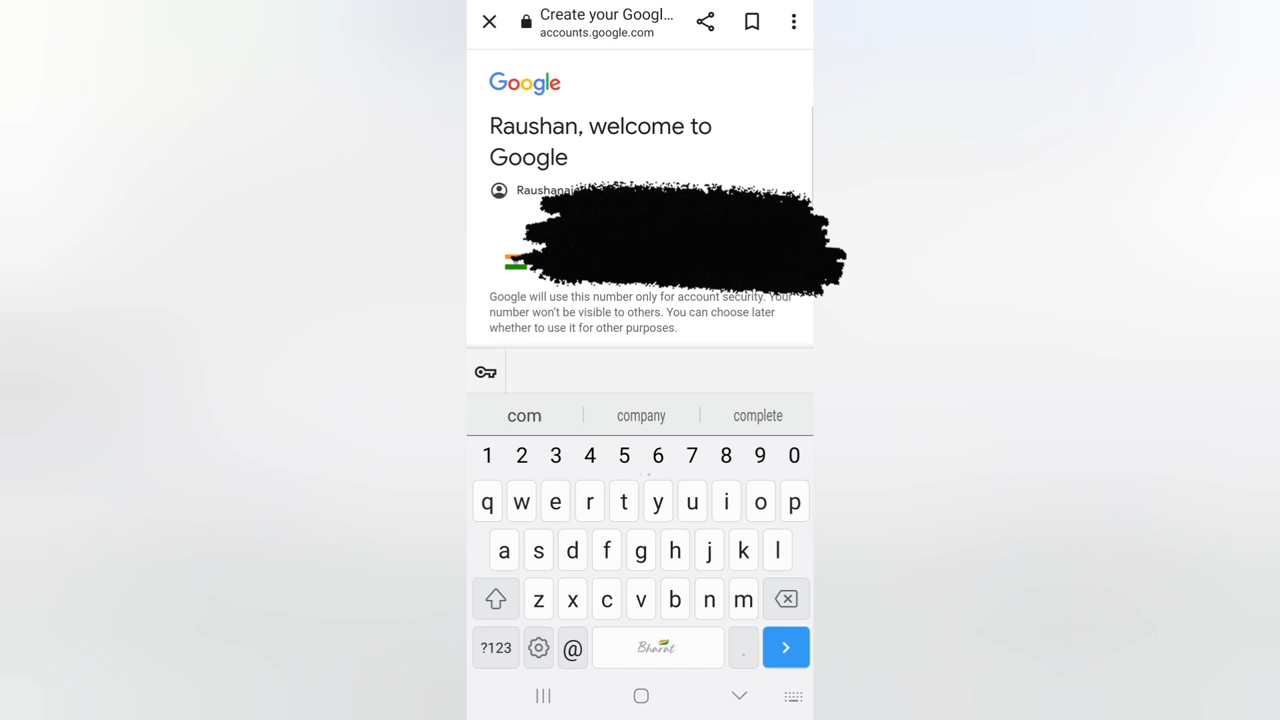 Create your Googl...
accounts.google.com
Google
Raushan, welcome to
Google
Google will use this number only for account security. Your
number won't be visible to others. You can choose later
whether to use it for other purposes.
com company complete
1 2 3 4 5 6 7 8 9 0
q w e r t y u i o p
a s d f g h j k l
z x c v b n m
?123 @ Bharat .